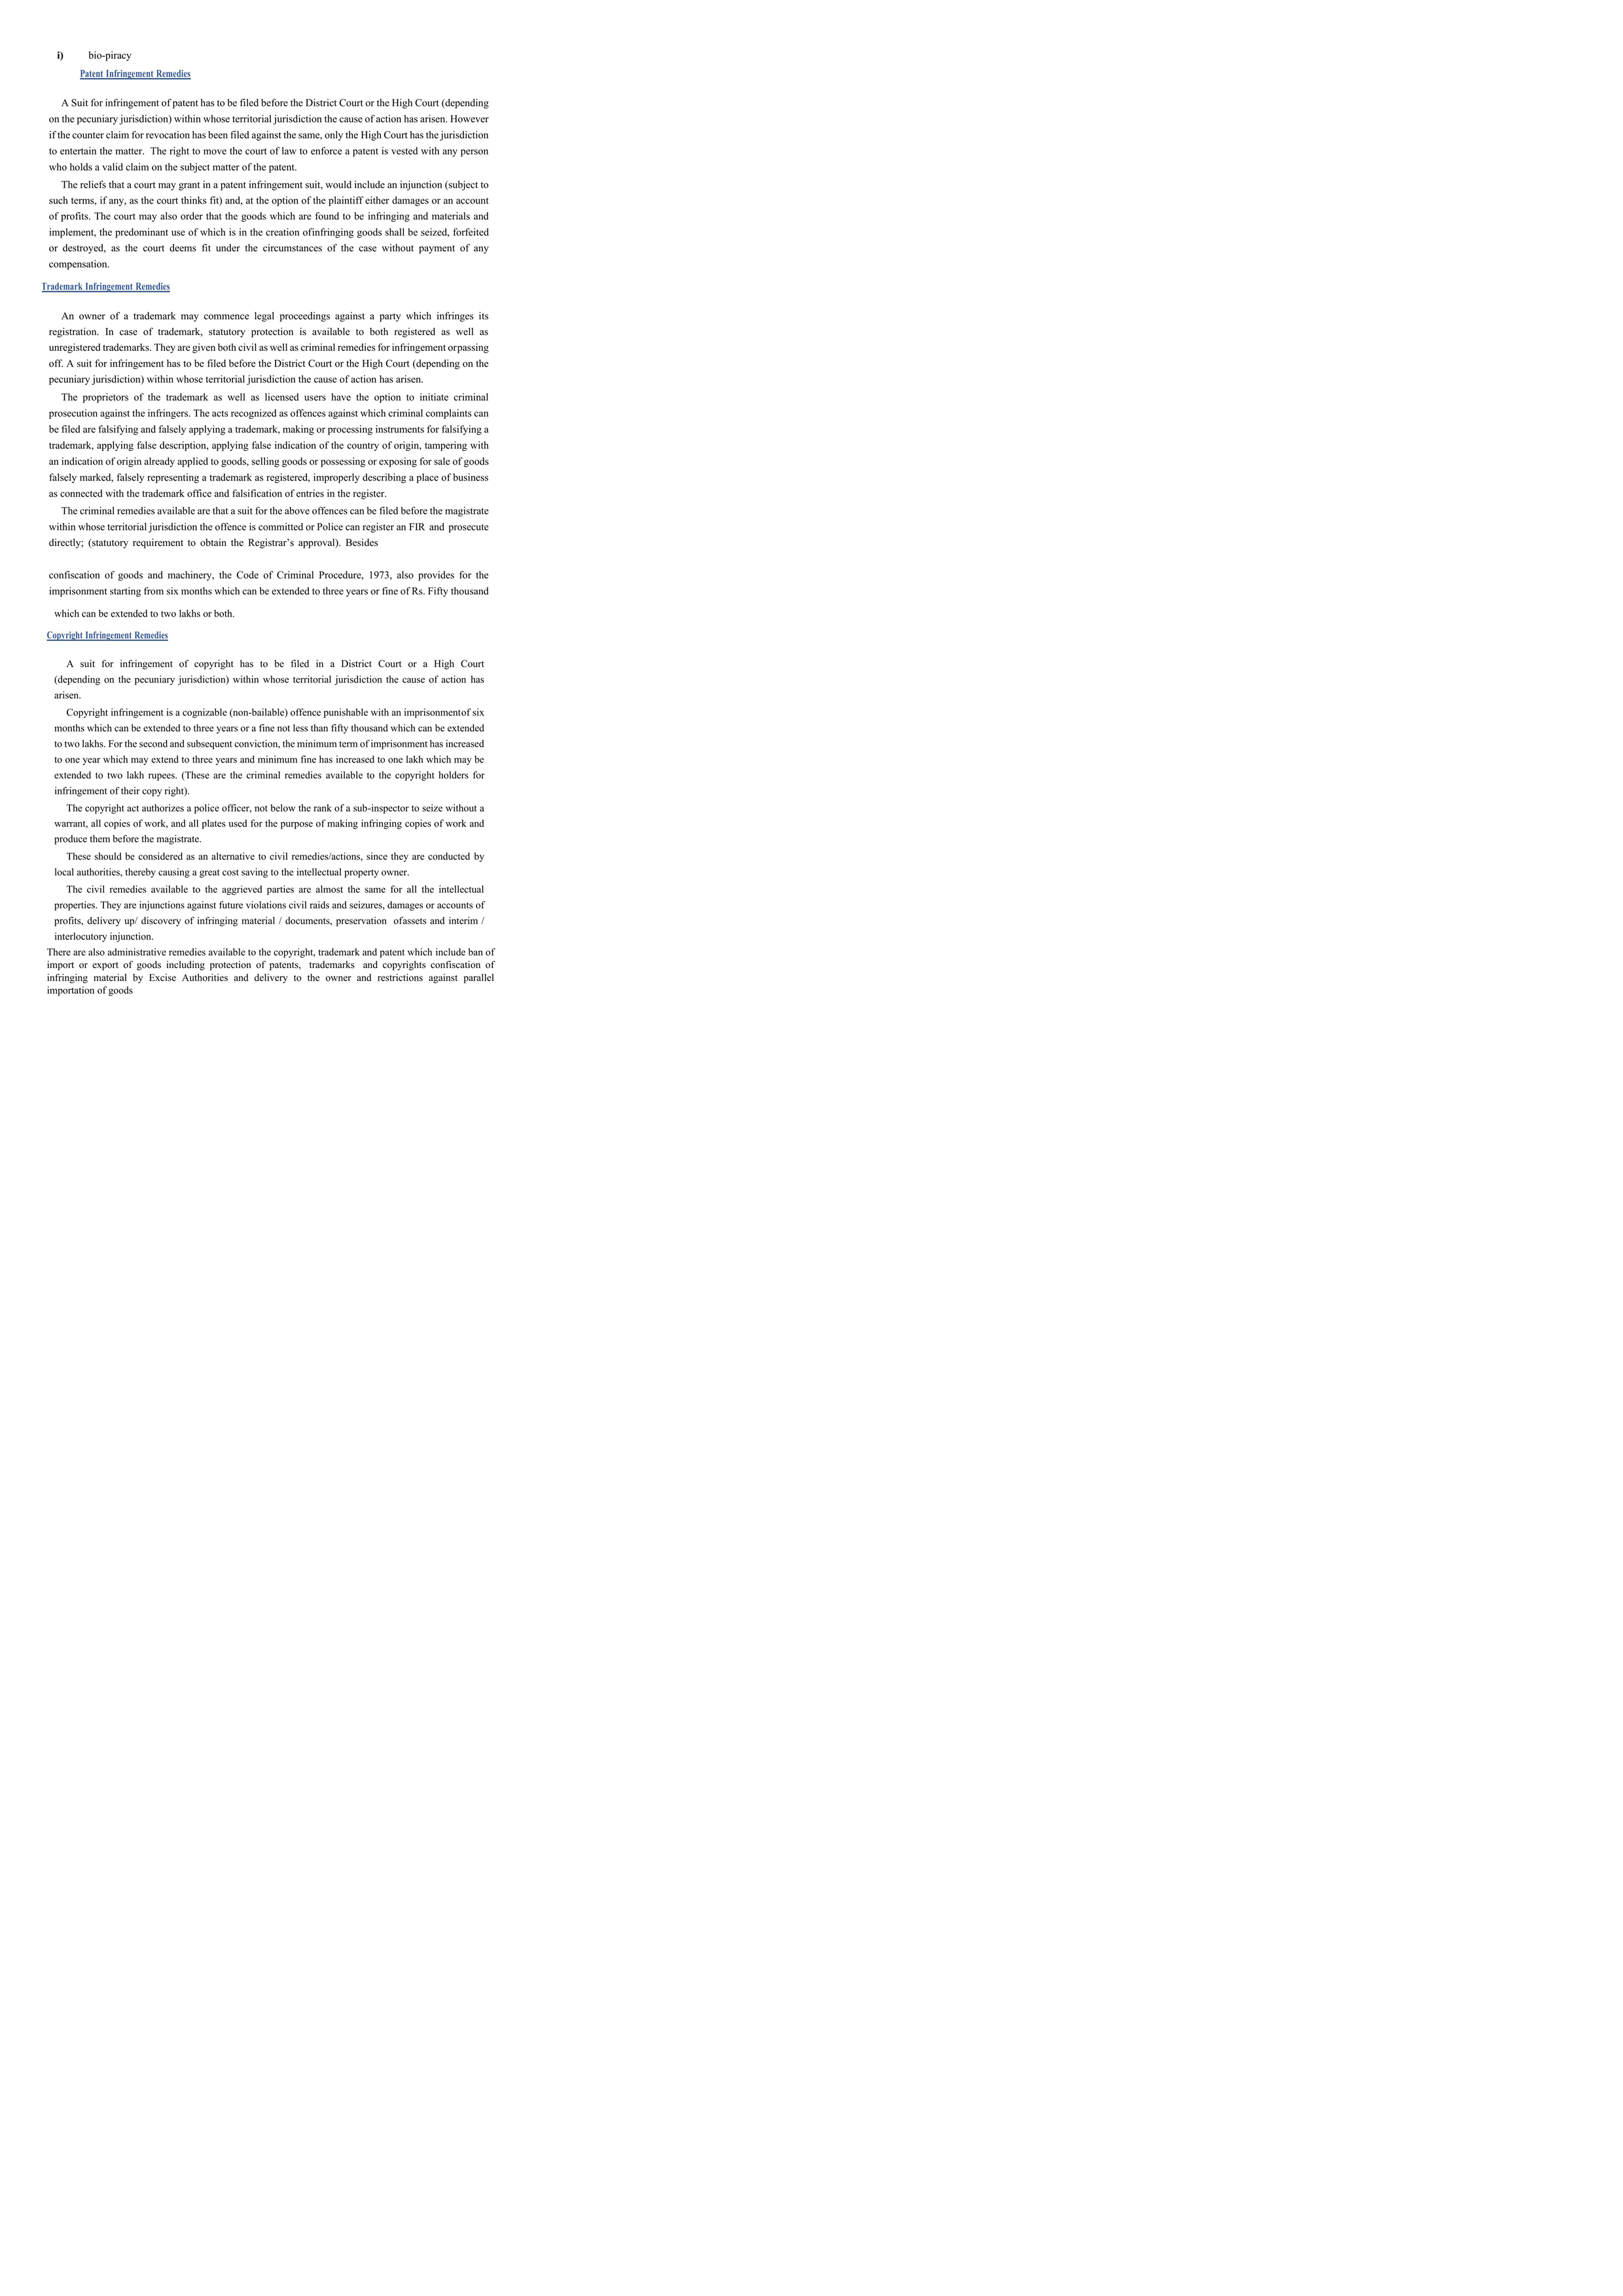 i) bio-piracy
Patent Infringement Remedies
A Suit for infringement of patent has to be filed before the District Court or the High Court (depending
on the pecuniary jurisdiction) within whose territorial jurisdiction the cause of action has arisen. However
if the counter claim for revocation has been filed against the same, only the High Court has the jurisdiction
to entertain the matter. The right to move the court of law to enforce a patent is vested with any person
who holds a valid claim on the subject matter of the patent.
The reliefs that a court may grant in a patent infringement suit, would include an injunction (subject to
such terms, if any, as the court thinks fit) and, at the option of the plaintiff either damages or an account
of profits. The court may also order that the goods which are found to be infringing and materials and
implement, the predominant use of which is in the creation ofinfringing goods shall be seized, forfeited
or destroyed, as the court deems fit under the circumstances of the case without payment of any
compensation.
Trademark Infringement Remedies
An owner of a trademark may commence legal proceedings against a party which infringes its
registration. In case of trademark, statutory protection is available to both registered as well as
unregistered trademarks. They are given both civil as well as criminal remedies for infringement orpassing
off. A suit for infringement has to be filed before the District Court or the High Court (depending on the
pecuniary jurisdiction) within whose territorial jurisdiction the cause of action has arisen.
The proprietors of the trademark as well as licensed users have the option to initiate criminal
prosecution against the infringers. The acts recognized as offences against which criminal complaints can
be filed are falsifying and falsely applying a trademark, making or processing instruments for falsifying a
trademark, applying false description, applying false indication of the country of origin, tampering with
an indication of origin already applied to goods, selling goods or possessing or exposing for sale of goods
falsely marked, falsely representing a trademark as registered, improperly describing a place of business
as connected with the trademark office and falsification of entries in the register.
The criminal remedies available are that a suit for the above offences can be filed before the magistrate
within whose territorial jurisdiction the offence is committed or Police can register an FIR and prosecute
directly; (statutory requirement to obtain the Registrar’s approval). Besides
confiscation of goods and machinery, the Code of Criminal Procedure, 1973, also provides for the
imprisonment starting from six months which can be extended to three years or fine of Rs. Fifty thousand
which can be extended to two lakhs or both.
Copyright Infringement Remedies
A suit for infringement of copyright has to be filed in a District Court or a High Court
(depending on the pecuniary jurisdiction) within whose territorial jurisdiction the cause of action has
arisen.
Copyright infringement is a cognizable (non-bailable) offence punishable with an imprisonmentof six
months which can be extended to three years or a fine not less than fifty thousand which can be extended
to two lakhs. For the second and subsequent conviction, the minimum term of imprisonment has increased
to one year which may extend to three years and minimum fine has increased to one lakh which may be
extended to two lakh rupees. (These are the criminal remedies available to the copyright holders for
infringement of their copy right).
The copyright act authorizes a police officer, not below the rank of a sub-inspector to seize without a
warrant, all copies of work, and all plates used for the purpose of making infringing copies of work and
produce them before the magistrate.
These should be considered as an alternative to civil remedies/actions, since they are conducted by
local authorities, thereby causing a great cost saving to the intellectual property owner.
The civil remedies available to the aggrieved parties are almost the same for all the intellectual
properties. They are injunctions against future violations civil raids and seizures, damages or accounts of
profits, delivery up/ discovery of infringing material / documents, preservation ofassets and interim /
interlocutory injunction.
There are also administrative remedies available to the copyright, trademark and patent which include ban of
import or export of goods including protection of patents, trademarks and copyrights confiscation of
infringing material by Excise Authorities and delivery to the owner and restrictions against parallel
importation of goods